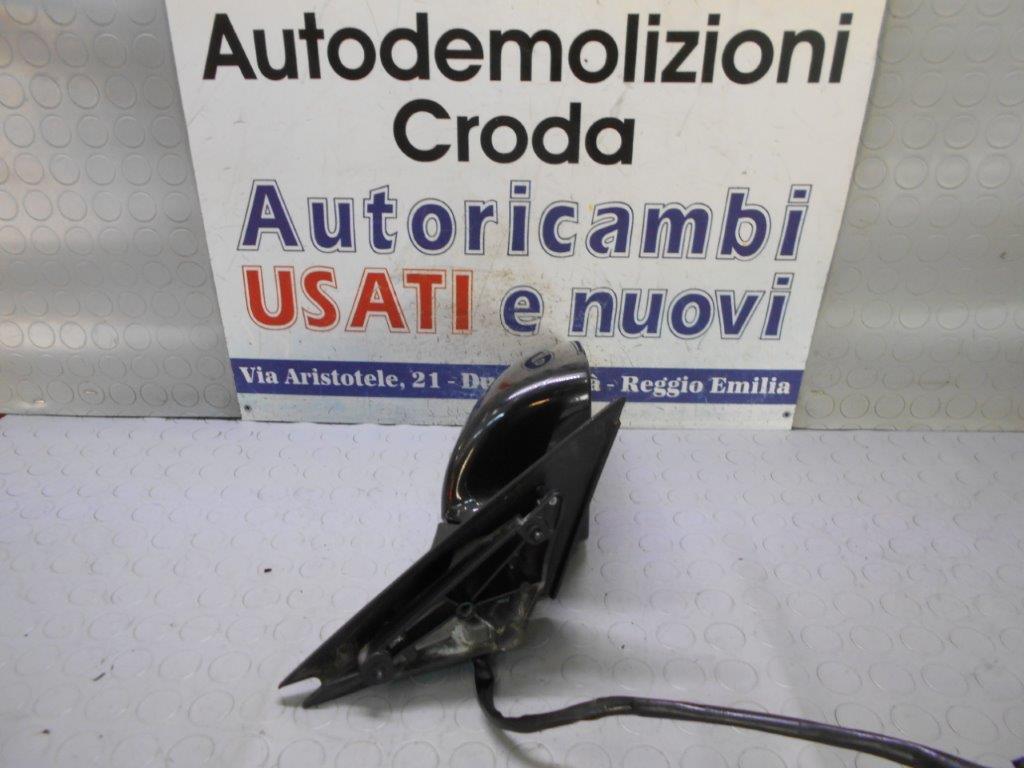 Autodemolizioni
Croda
Autoricambi
USATI e nuovi
Via Aristotele, 21 - - Reggio Emilia